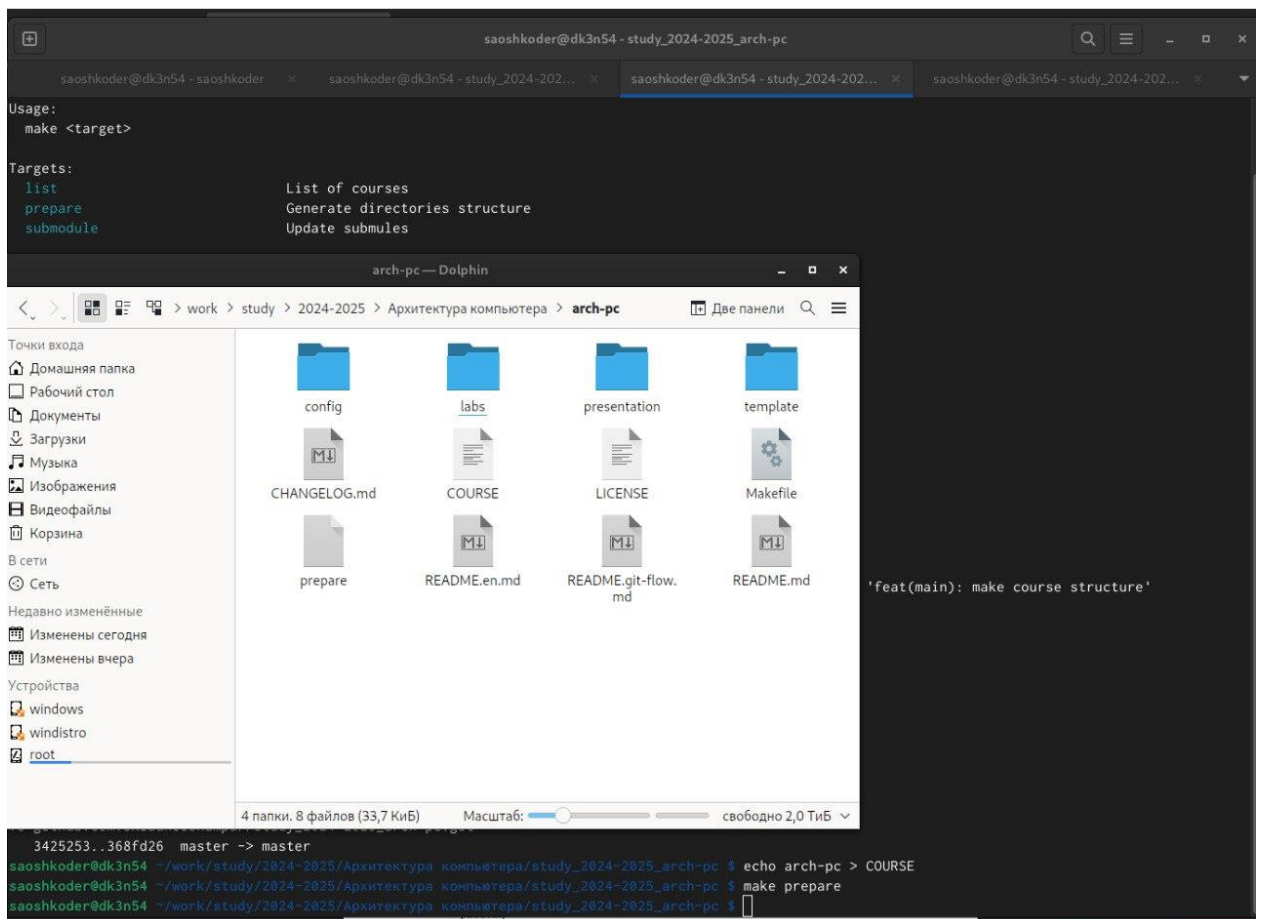 saoshkoder@dk3n54 - study_2024-2025_arch-pc
saoshkoder@dk3n54 - saoshkoder
saoshkoder@dk3n54 - study_2024-202...
saoshkoder@dk3n54 - study_2024-202...
saoshkoder@dk3n54 - study_2024-202...
Usage:
make <target>
Targets:
list List of courses
prepare Generate directories structure
submodule Update submules
arch-pc — Dolphin
> work > study > 2024-2025 > Архитектура компьютера > arch-pc
Две панели
Точки входа
Домашняя папка
Рабочий стол
Документы
Загрузки
Музыка
Изображения
Видеофайлы
Корзина
В сети
Сеть
Недавно изменённые
Изменены сегодня
Изменены вчера
Устройства
windows
windistro
root
config
labs
presentation
template
CHANGELOG.md
COURSE
LICENSE
Makefile
prepare
README.en.md
README.git-flow.
md
README.md
4 папки. 8 файлов (33,7 КиБ)
Масштаб:
свободно 2,0 ТиБ
'feat(main): make course structure'
3425253..368fd26 master -> master
saoshkoder@dk3n54 ~/work/study/2024-2025/Архитектура компьютера/study_2024-2025_arch-pc $ echo arch-pc > COURSE
saoshkoder@dk3n54 ~/work/study/2024-2025/Архитектура компьютера/study_2024-2025_arch-pc $ make prepare
saoshkoder@dk3n54 ~/work/study/2024-2025/Архитектура компьютера/study_2024-2025_arch-pc $